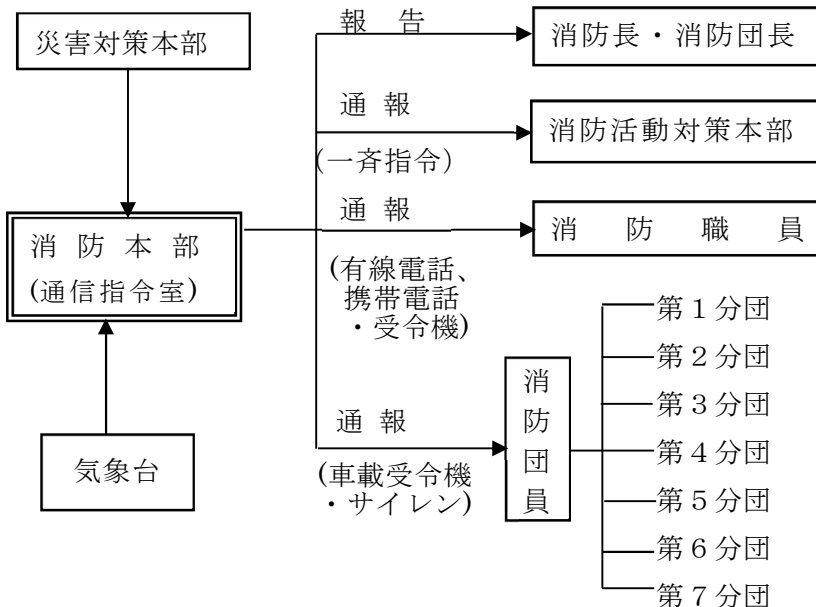 災害対策本部
消防本部
(通信指令室)
気象台
報告
消防長・消防団長
通報
(一斉指令)
消防活動対策本部
通報
(有線電話、
携帯電話
・受令機)
消防職員
通報
(車載受令機
・サイレン)
消防団員
第１分団
第２分団
第３分団
第４分団
第５分団
第６分団
第７分団